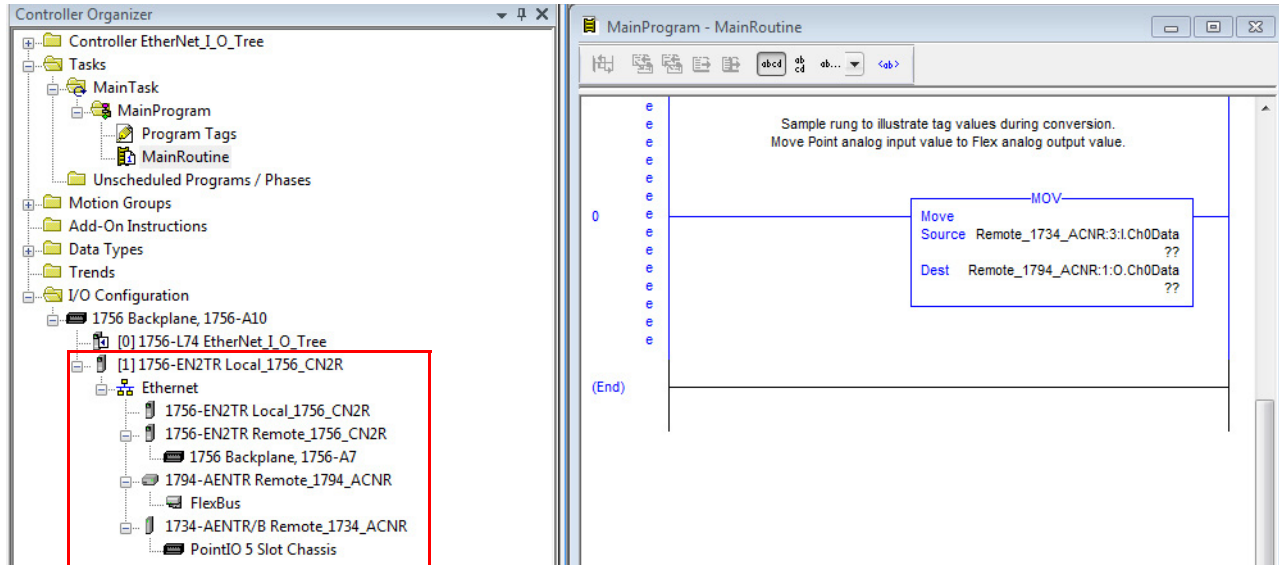 Controller Organizer
Controller EtherNet_I_O_Tree
Tasks
MainTask
MainProgram
Program Tags
MainRoutine
Unscheduled Programs / Phases
Motion Groups
Add-On Instructions
Data Types
Trends
I/O Configuration
1756 Backplane, 1756-A10
[0] 1756-L74 EtherNet_I_O_Tree
[1] 1756-EN2TR Local_1756_CN2R
Ethernet
1756-EN2TR Local_1756_CN2R
1756-EN2TR Remote_1756_CN2R
1756 Backplane, 1756-A7
1794-AENTR Remote_1794_ACNR
FlexBus
1734-AENTR/B Remote_1734_ACNR
PointIO 5 Slot Chassis
MainProgram - MainRoutine
abcd ab cd ab... <ab>
e
e
e
e
e
e
e
e
e
e
e
e
e
e
Sample rung to illustrate tag values during conversion.
Move Point analog input value to Flex analog output value.
0
MOV
Move
Source Remote_1734_ACNR:3:I.Ch0Data
??
Dest Remote_1794_ACNR:1:O.Ch0Data
??
(End)